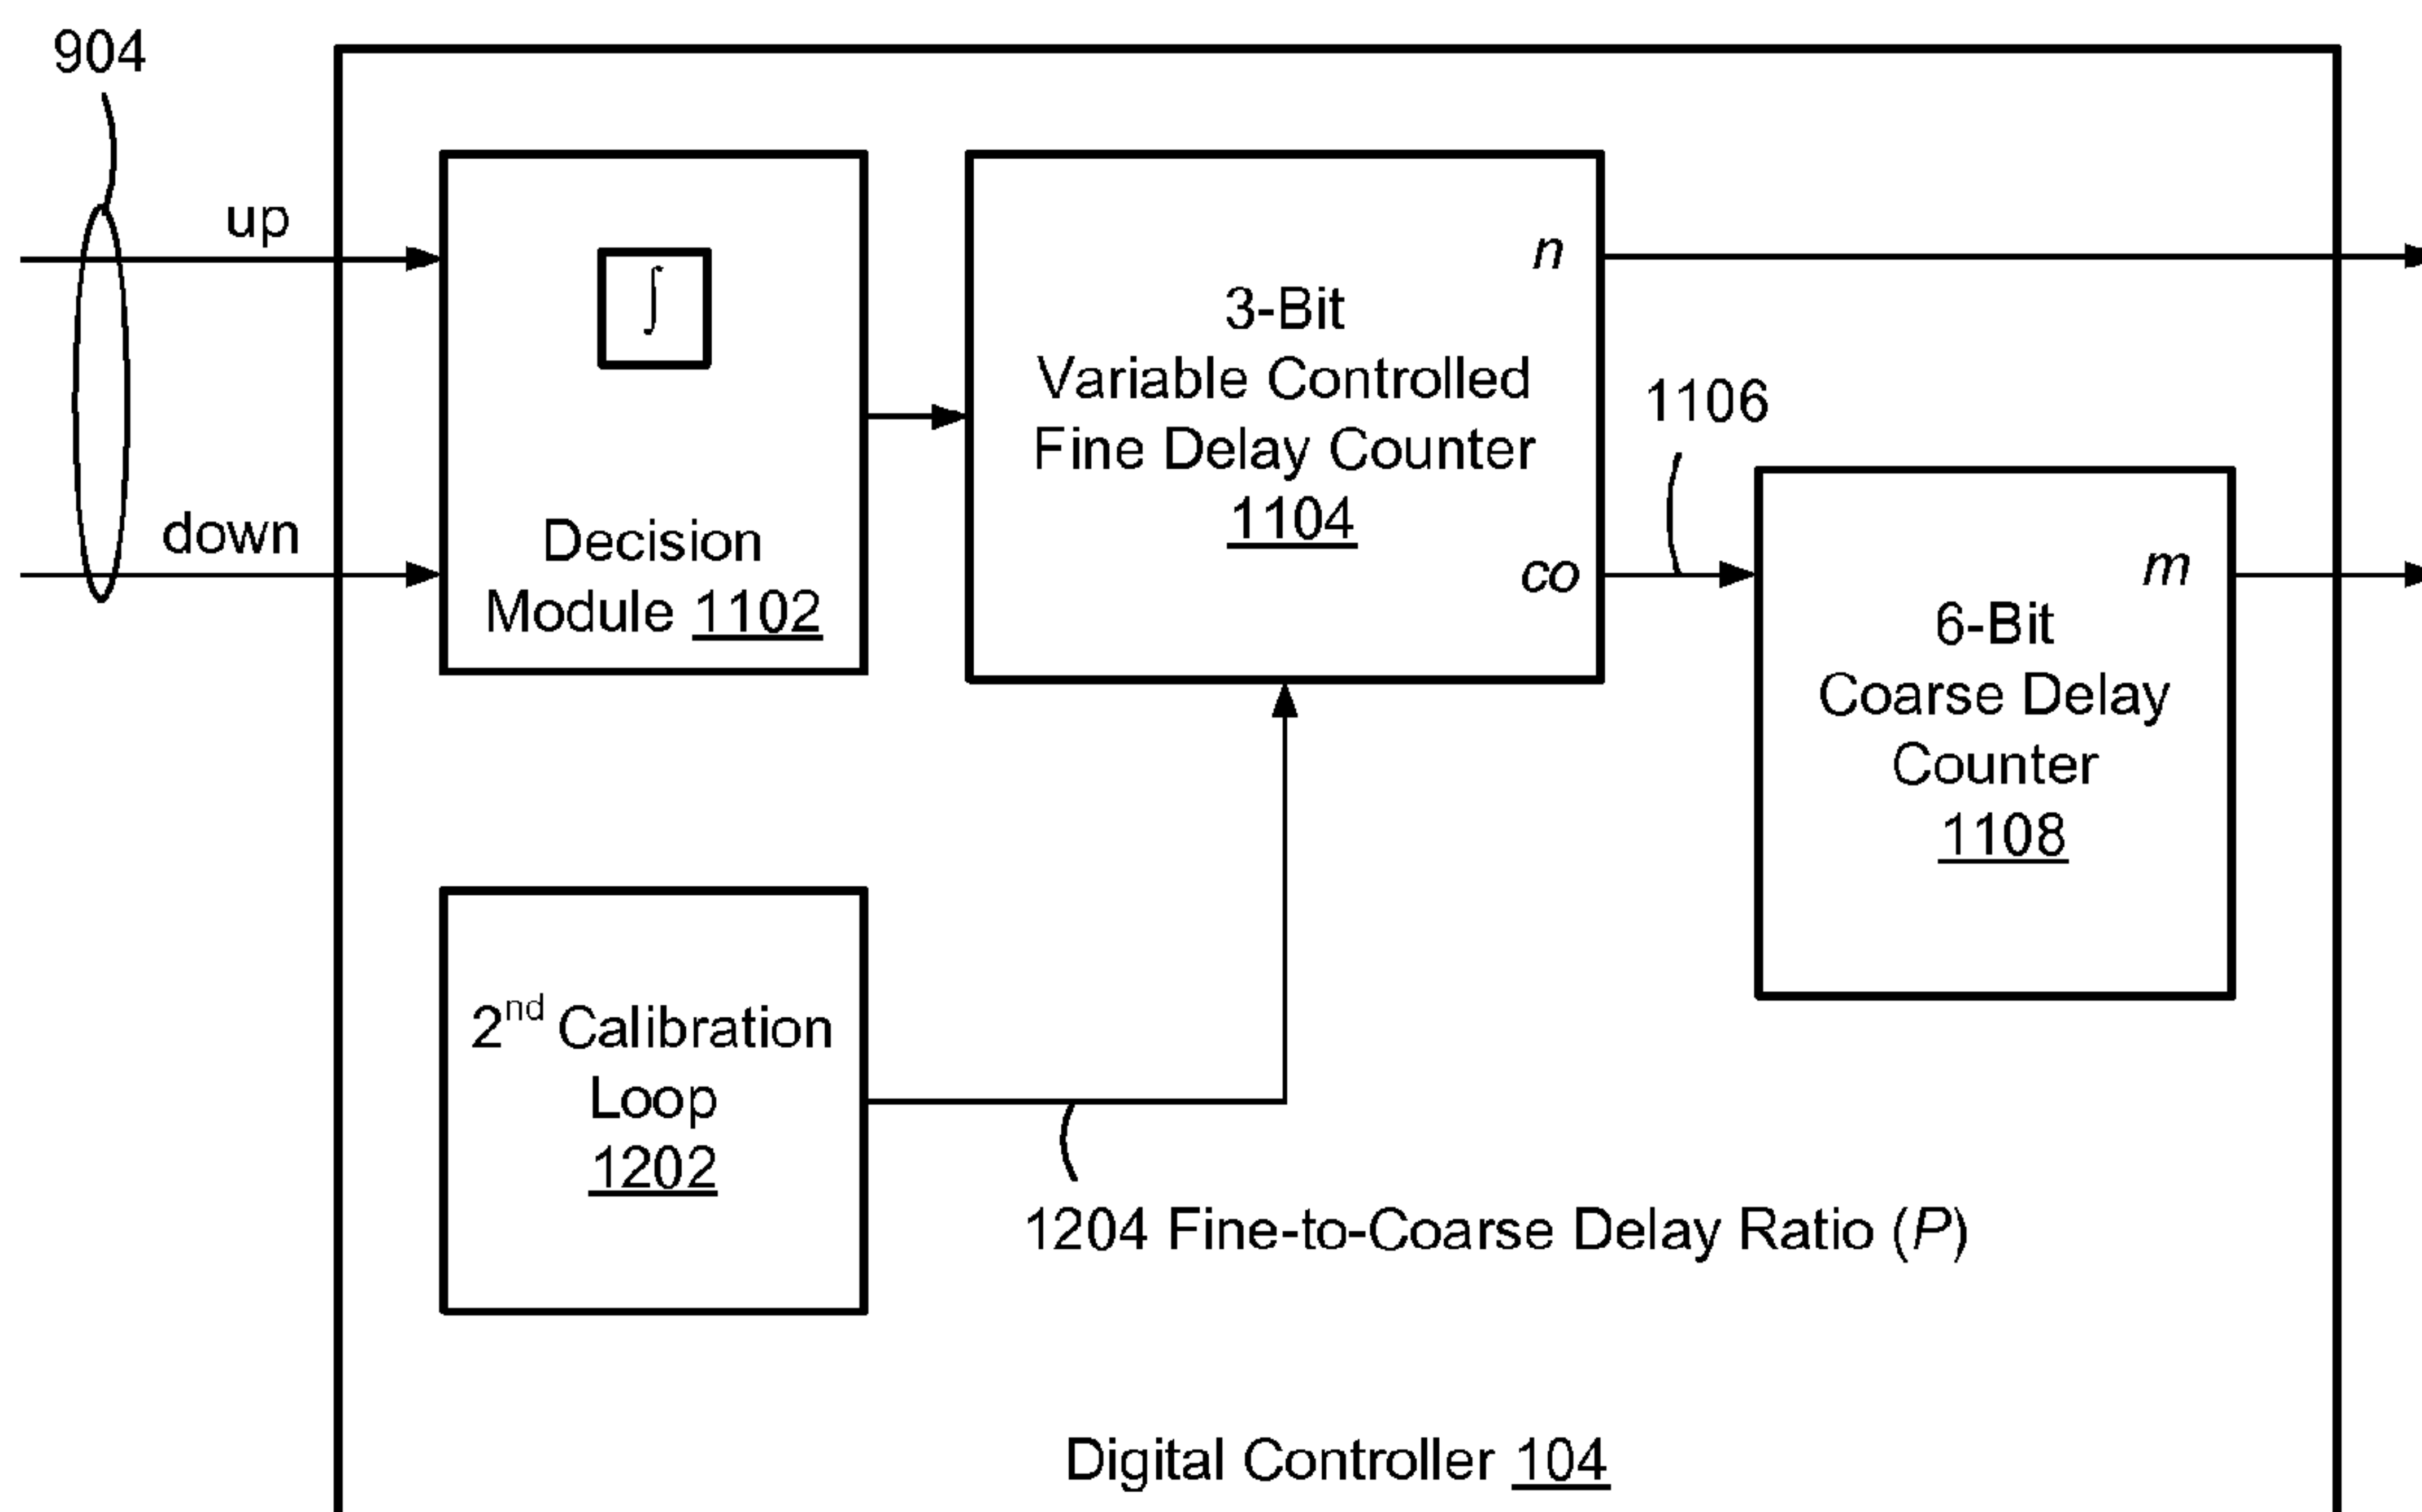 904
up
down
∫
Decision
Module 1102
3-Bit
Variable Controlled
Fine Delay Counter
1104
n
co
1106
m
6-Bit
Coarse Delay
Counter
1108
2nd Calibration
Loop
1202
1204 Fine-to-Coarse Delay Ratio (P)
Digital Controller 104